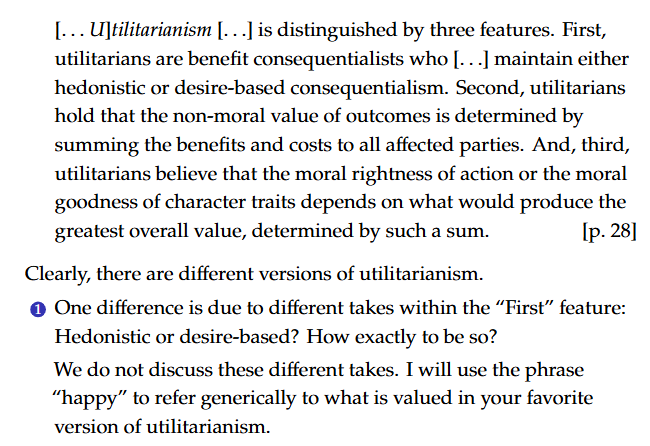 [. . . U]tilitarianism [. . .] is distinguished by three features. First,
utilitarians are benefit consequentialists who [. . .] maintain either
hedonistic or desire-based consequentialism. Second, utilitarians
hold that the non-moral value of outcomes is determined by
summing the benefits and costs to all affected parties. And, third,
utilitarians believe that the moral rightness of action or the moral
goodness of character traits depends on what would produce the
greatest overall value, determined by such a sum. [p. 28]
Clearly, there are different versions of utilitarianism.
1 One difference is due to different takes within the “First” feature:
Hedonistic or desire-based? How exactly to be so?
We do not discuss these different takes. I will use the phrase
“happy” to refer generically to what is valued in your favorite
version of utilitarianism.